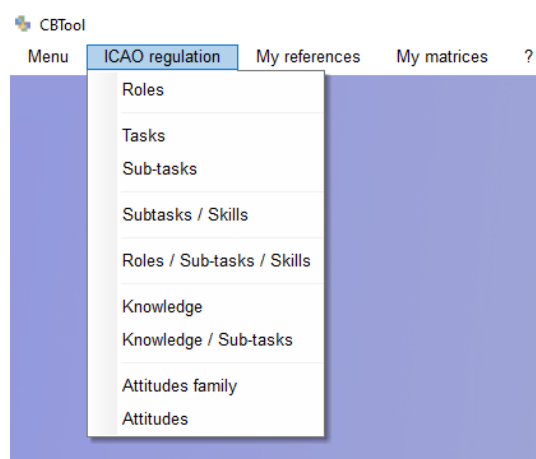 CBTool
Menu ICAO regulation My references My matrices ?
Roles
Tasks
Sub-tasks
Subtasks / Skills
Roles / Sub-tasks / Skills
Knowledge
Knowledge / Sub-tasks
Attitudes family
Attitudes